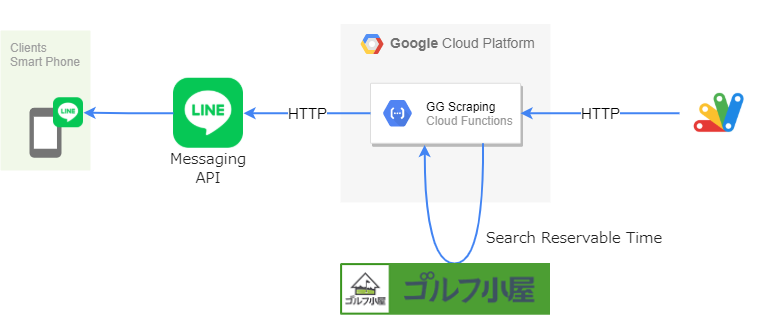 Clients
Smart Phone
LINE
LINE
Messaging
API
HTTP
Google Cloud Platform
GG Scraping
Cloud Functions
HTTP
Search Reservable Time
ゴルフ小屋
ゴルフ小屋